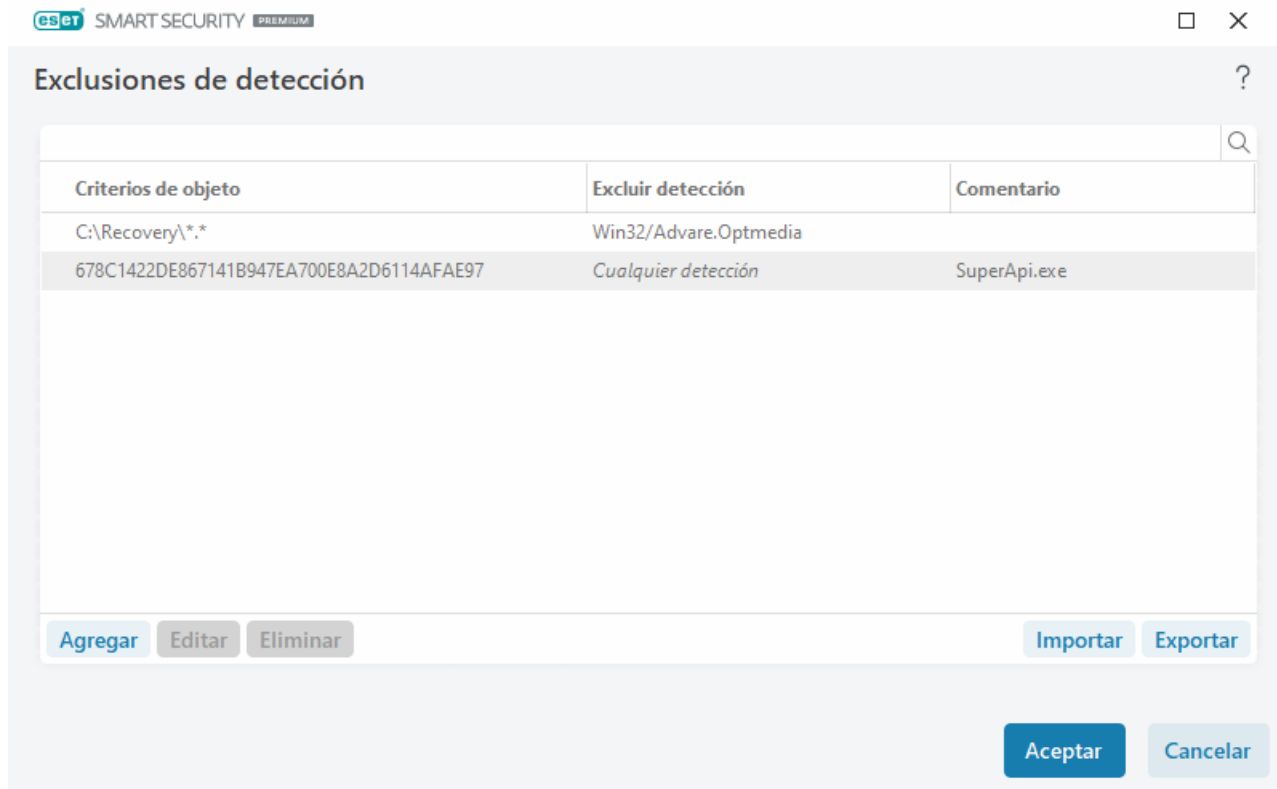 eset SMART SECURITY PREMIUM
Exclusiones de detección
?
Criterios de objeto Excluir detección Comentario
C:\Recovery\*.* Win32/Advare.Optmedia
678C1422DE867141B947EA700E8A2D6114AFAE97 Cualquier detección SuperApi.exe
Agregar Editar Eliminar Importar Exportar
Aceptar Cancelar